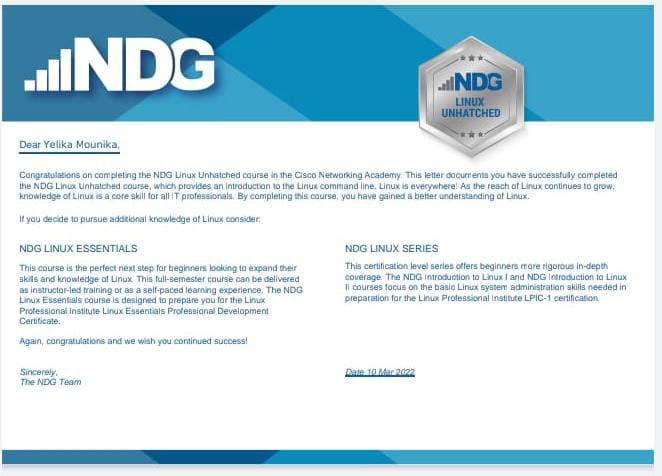 NDG
NDG
LINUX
UNHATCHED
Dear Yelika Mounika,
Congratulations on completing the NDG Linux Unhatched course in the Cisco Networking Academy. This letter documents you have successfully completed
the NDG Linux Unhatched course, which provides an introduction to the Linux command line. Linux is everywhere! As the reach of Linux continues to grow,
knowledge of Linux is a core skill for all IT professionals. By completing this course, you have gained a better understanding of Linux.
If you decide to pursue additional knowledge of Linux consider:
NDG LINUX ESSENTIALS
This course is the perfect next step for beginners looking to expand their
skills and knowledge of Linux. This full-semester course can be delivered
as instructor-led training or as a self-paced learning experience. The NDG
Linux Essentials course is designed to prepare you for the Linux
Professional Institute Linux Essentials Professional Development
Certificate.
Again, congratulations and we wish you continued success!
NDG LINUX SERIES
This certification level series offers beginners more rigorous in-depth
coverage. The NDG Introduction to Linux I and NDG Introduction to Linux
II courses focus on the basic Linux system administration skills needed in
preparation for the Linux Professional Institute LPIC-1 certification.
Sincerely,
The NDG Team
Date 10 Mar 2022